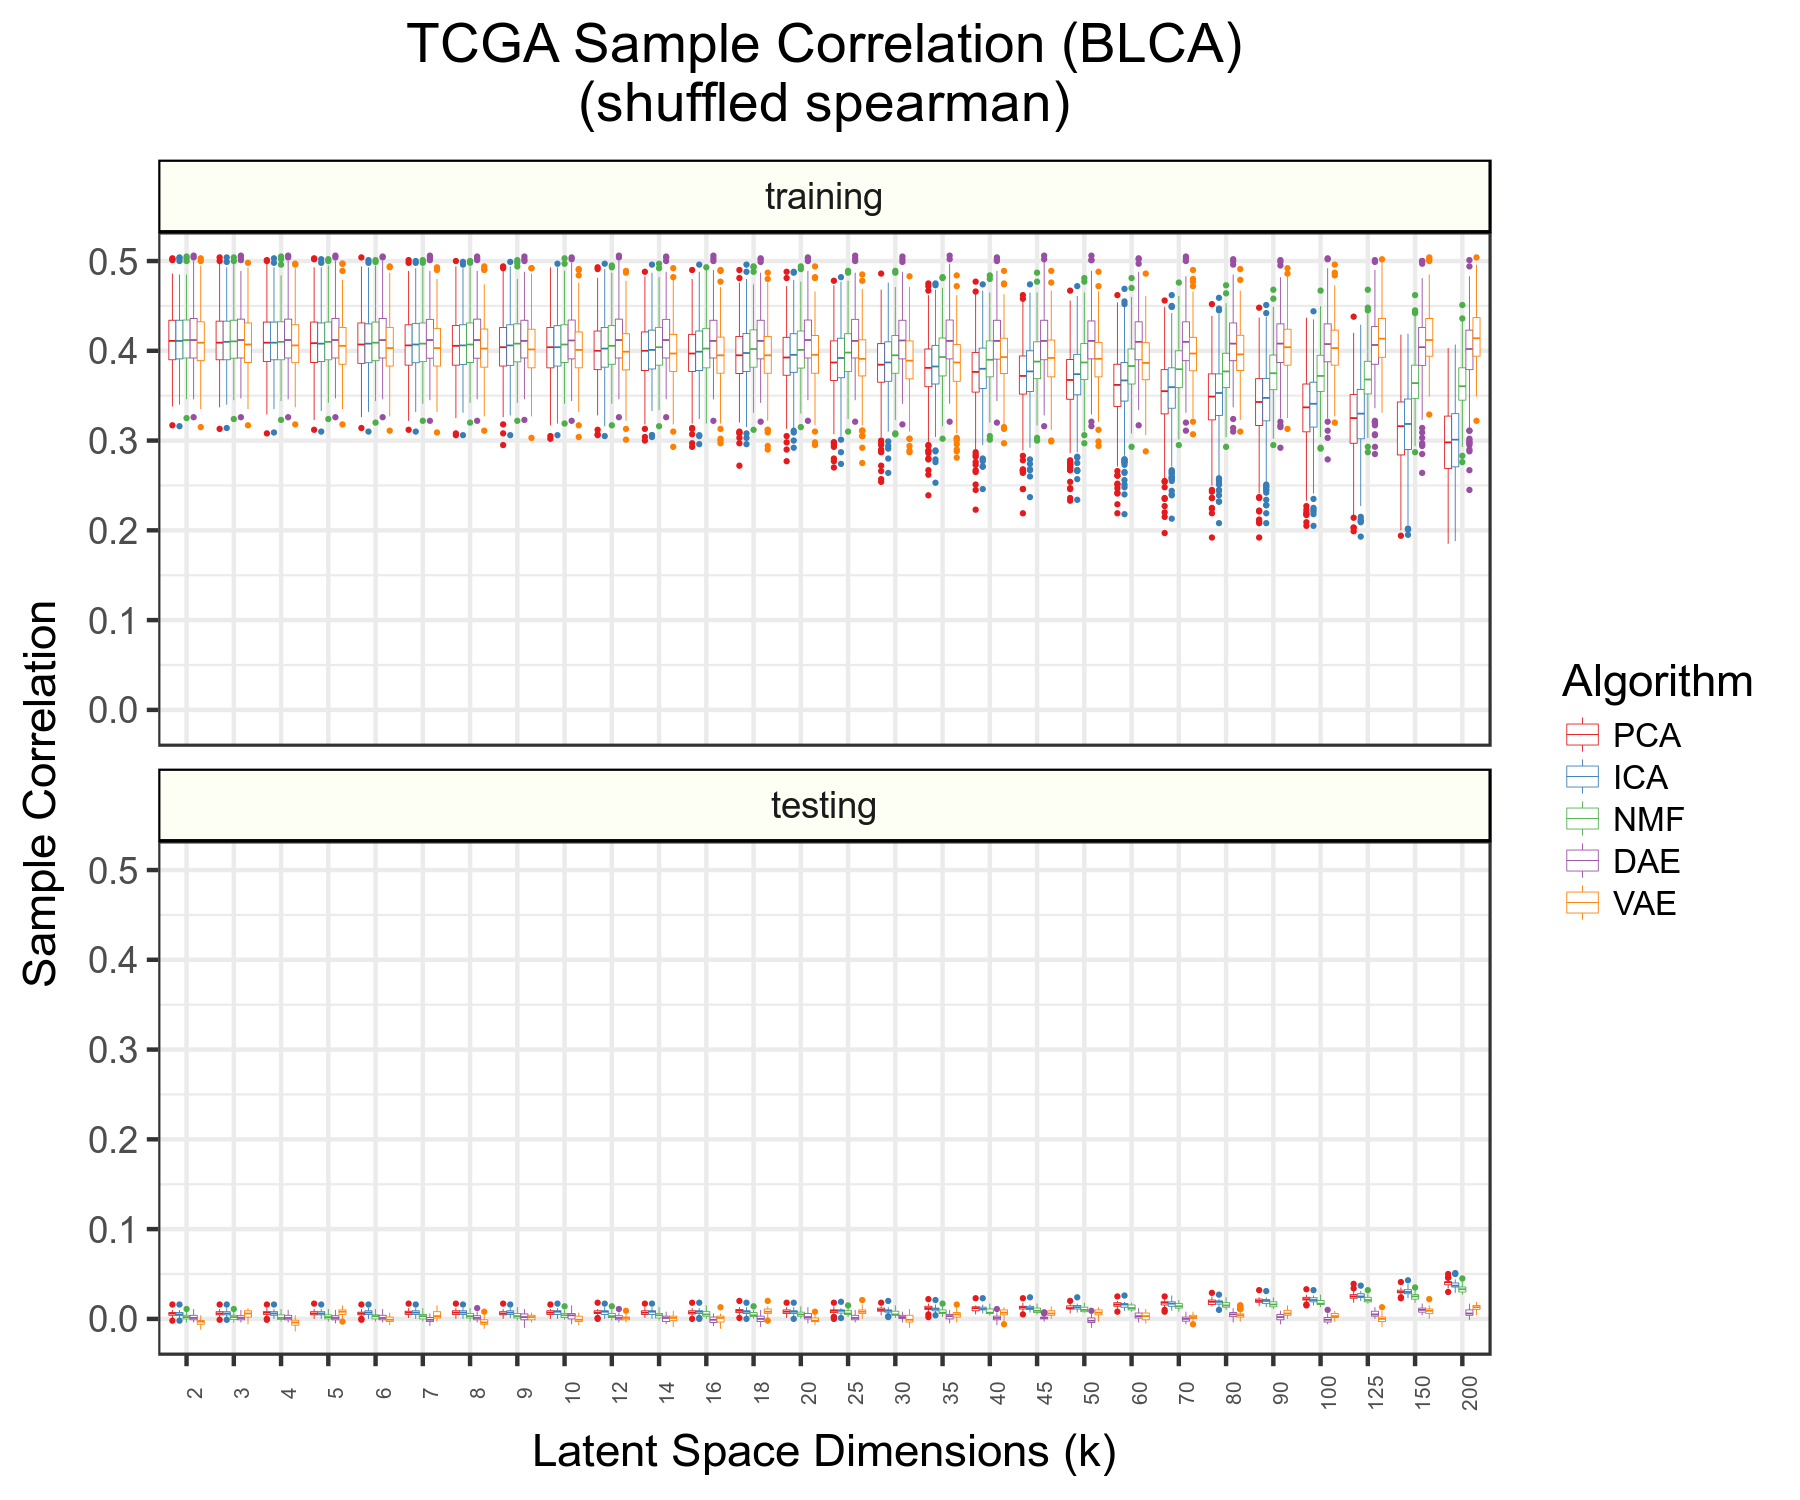 TCGA Sample Correlation (BLCA)
(shuffled spearman)
training
0.5
0.4
0.3
0.2
0.1
0.0
testing
0.5
0.4
0.3
0.2
0.1
0.0
Sample Correlation
2 3 4 5 6 7 8 9 10 12 14 16 18 20 25 30 35 40 45 50 60 70 80 90 100 125 150 200
Latent Space Dimensions (k)
Algorithm
PCA
ICA
NMF
DAE
VAE